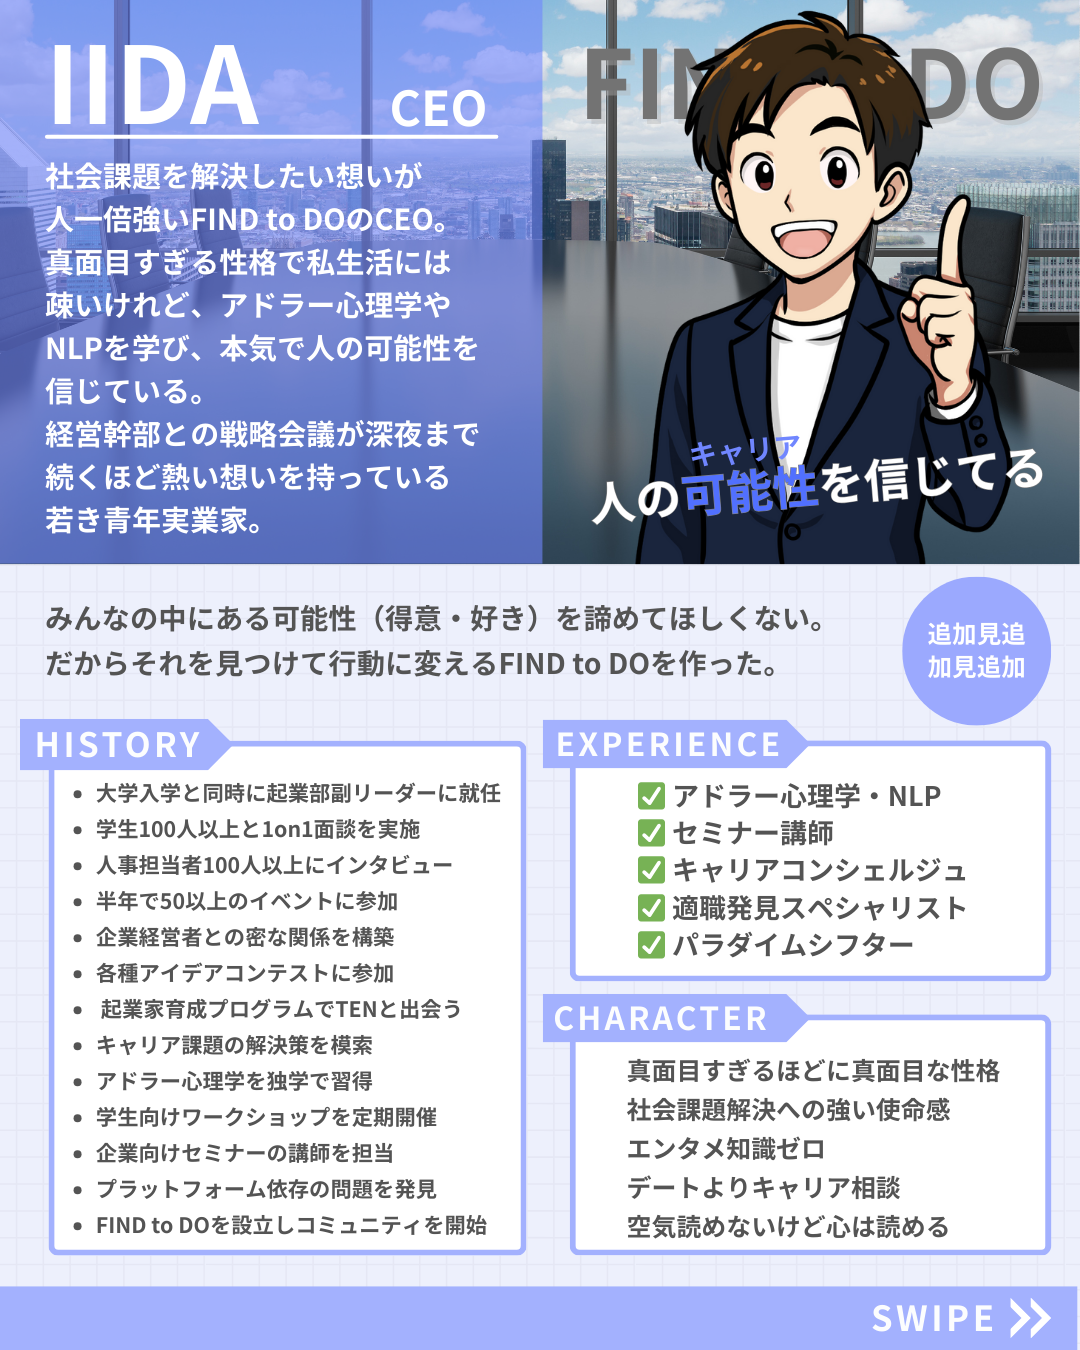 IIDA
CEO
社会課題を解決したい想いが
人一倍強いFIND to DOのCEO。
真面目すぎる性格で私生活には
疎いけれど、アドラー心理学や
NLPを学び、本気で人の可能性を
信じている。
経営幹部との戦略会議が深夜まで
続くほど熱い想いを持っている
若き青年実業家。
FIN
DO
キャリア
人の可能性を信じてる
みんなの中にある可能性（得意・好き）を諦めてほしくない。
だからそれを見つけて行動に変えるFIND to DOを作った。
追加見追
加見追加
HISTORY
• 大学入学と同時に起業部副リーダーに就任
• 学生100人以上と1on1面談を実施
• 人事担当者100人以上にインタビュー
• 半年で50以上のイベントに参加
• 企業経営者との密な関係を構築
• 各種アイデアコンテストに参加
• 起業家育成プログラムでTENと出会う
• キャリア課題の解決策を模索
• アドラー心理学を独学で習得
• 学生向けワークショップを定期開催
• 企業向けセミナーの講師を担当
• プラットフォーム依存の問題を発見
• FIND to DOを設立しコミュニティを開始
EXPERIENCE
✅ アドラー心理学・NLP
✅ セミナー講師
✅ キャリアコンシェルジュ
✅ 適職発見スペシャリスト
✅ パラダイムシフター
CHARACTER
真面目すぎるほどに真面目な性格
社会課題解決への強い使命感
エンタメ知識ゼロ
デートよりキャリア相談
空気読めないけど心は読める
SWIPE